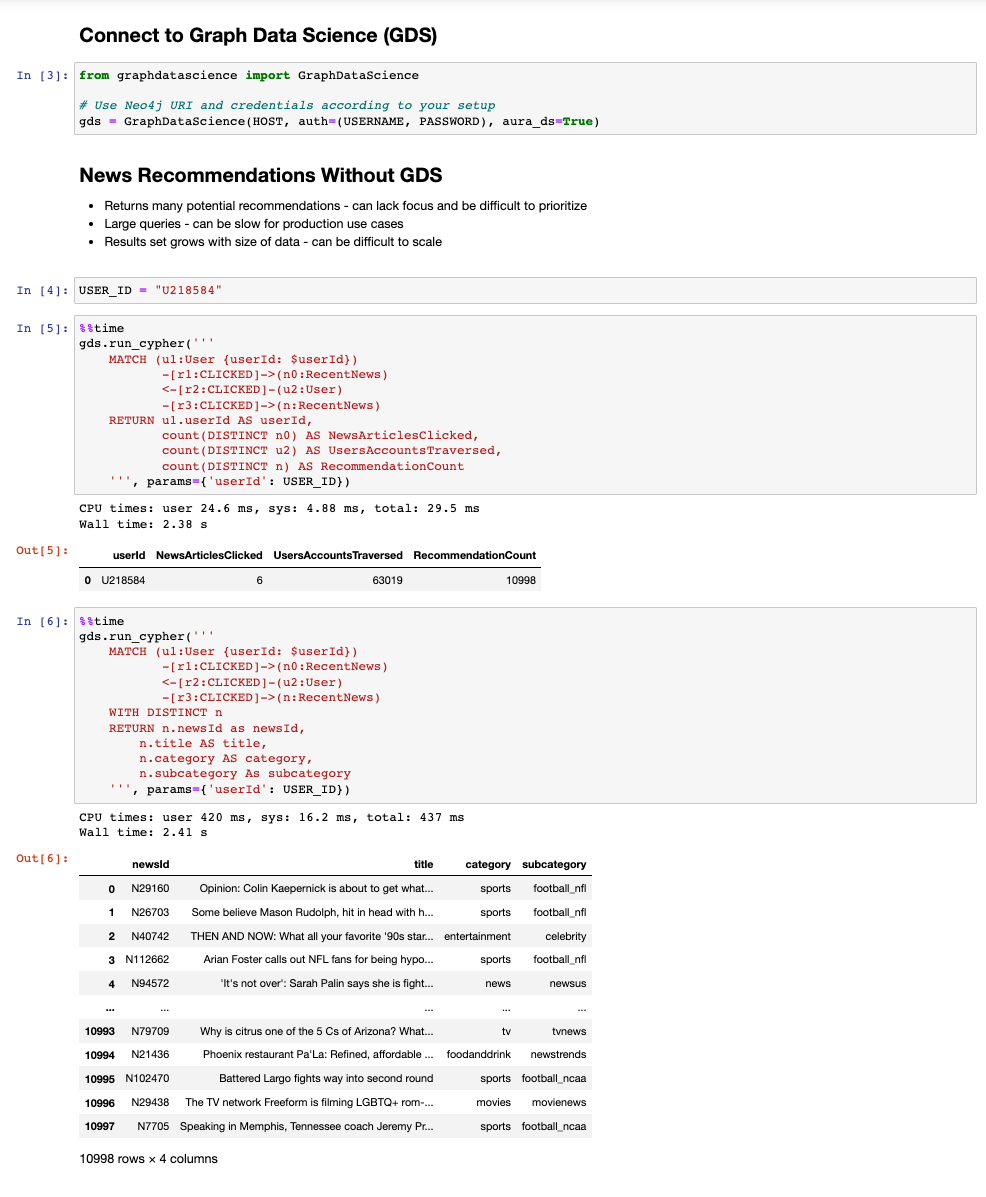 Connect to Graph Data Science (GDS)
In [3]: from graphdatascience import GraphDataScience
# Use Neo4j URI and credentials according to your setup
gds = GraphDataScience(HOST, auth=(USERNAME, PASSWORD), aura_ds=True)
News Recommendations Without GDS
• Returns many potential recommendations - can lack focus and be difficult to prioritize
• Large queries - can be slow for production use cases
• Results set grows with size of data - can be difficult to scale
In [4]: USER_ID = "U218584"
In [5]: %%time
gds.run_cypher('''
    MATCH (u1:User {userId: $userId})
           -[r1:CLICKED]->(n0:RecentNews)
           <-[r2:CLICKED]-(u2:User)
           -[r3:CLICKED]->(n:RecentNews)
    RETURN u1.userId AS userId,
           count(DISTINCT n0) AS NewsArticlesClicked,
           count(DISTINCT u2) AS UsersAccountsTraversed,
           count(DISTINCT n) AS RecommendationCount
    ''', params={'userId': USER_ID})
CPU times: user 24.6 ms, sys: 4.88 ms, total: 29.5 ms
Wall time: 2.38 s
Out[5]:
userId NewsArticlesClicked UsersAccountsTraversed RecommendationCount
0 U218584 6 63019 10998
In [6]: %%time
gds.run_cypher('''
    MATCH (u1:User {userId: $userId})
           -[r1:CLICKED]->(n0:RecentNews)
           <-[r2:CLICKED]-(u2:User)
           -[r3:CLICKED]->(n:RecentNews)
    WITH DISTINCT n
    RETURN n.newsId as newsId,
        n.title AS title,
        n.category AS category,
        n.subcategory As subcategory
    ''', params={'userId': USER_ID})
CPU times: user 420 ms, sys: 16.2 ms, total: 437 ms
Wall time: 2.41 s
Out[6]:
newsId title category subcategory
0 N29160 Opinion: Colin Kaepernick is about to get what... sports football_nfl
1 N26703 Some believe Mason Rudolph, hit in head with h... sports football_nfl
2 N40742 THEN AND NOW: What all your favorite '90s star... entertainment celebrity
3 N112662 Arian Foster calls out NFL fans for being hypo... sports football_nfl
4 N94572 'It's not over': Sarah Palin says she is fight... news newsus
... ... ... ... ...
10993 N79709 Why is citrus one of the 5 Cs of Arizona? What... tv tvnews
10994 N21436 Phoenix restaurant Pa'La: Refined, affordable ... foodanddrink newstrends
10995 N102470 Battered Largo fights way into second round sports football_ncaa
10996 N29438 The TV network Freeform is filming LGBTQ+ rom-... movies movienews
10997 N7705 Speaking in Memphis, Tennessee coach Jeremy Pr... sports football_ncaa
10998 rows × 4 columns